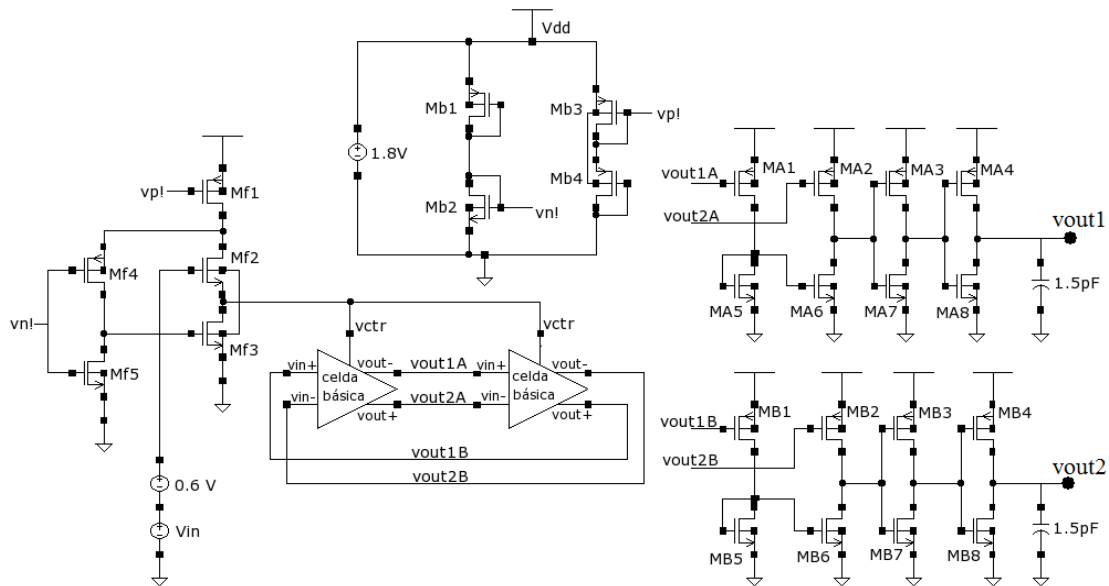 Vdd
Mb1
Mb3
vp!
1.8V
Mb4
Mb2
vn!
vp!
Mf1
Mf4
Mf2
vn!
Mf3
Mf5
0.6 V
Vin
vctr
vctr
vin+
vout-
vout1A
vin+
vout-
celda
básica
celda
básica
vin-
vout+
vout2A
vin-
vout+
vout1B
vout2B
MA1
MA2
MA3
MA4
vout1A
vout2A
vout1
1.5pF
MA5
MA6
MA7
MA8
MB1
MB2
MB3
MB4
vout1B
vout2B
vout2
1.5pF
MB5
MB6
MB7
MB8